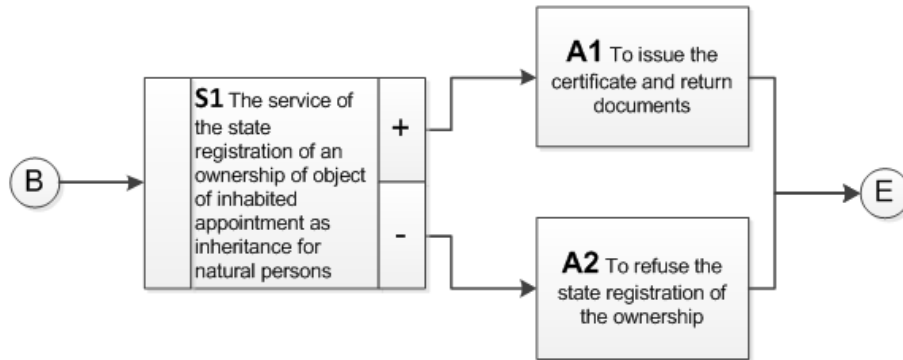 B
S1 The service of
the state
registration of an
ownership of object
of inhabited
appointment as
inheritance for
natural persons
+
-
A1 To issue the
certificate and return
documents
A2 To refuse the
state registration of
the ownership
E